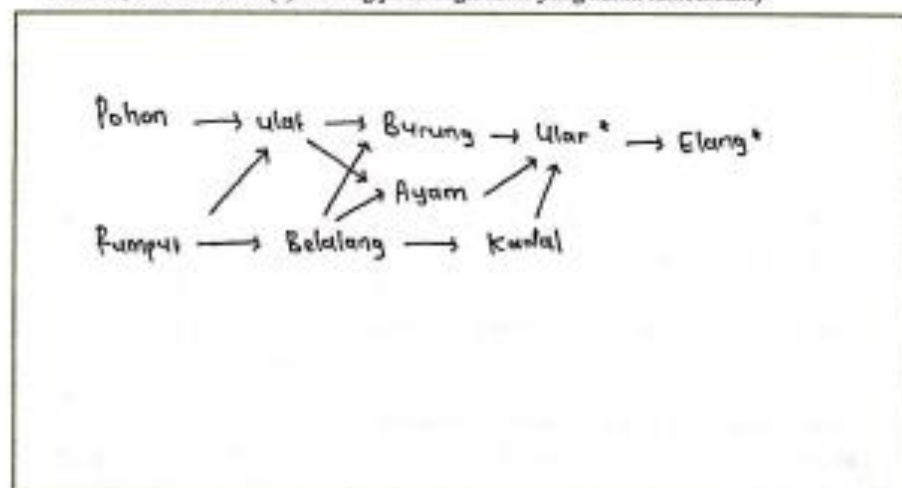 Pohon → ulat → Burung → Ular* → Elang*
Ayam
Rumput → Belalang → Kadal